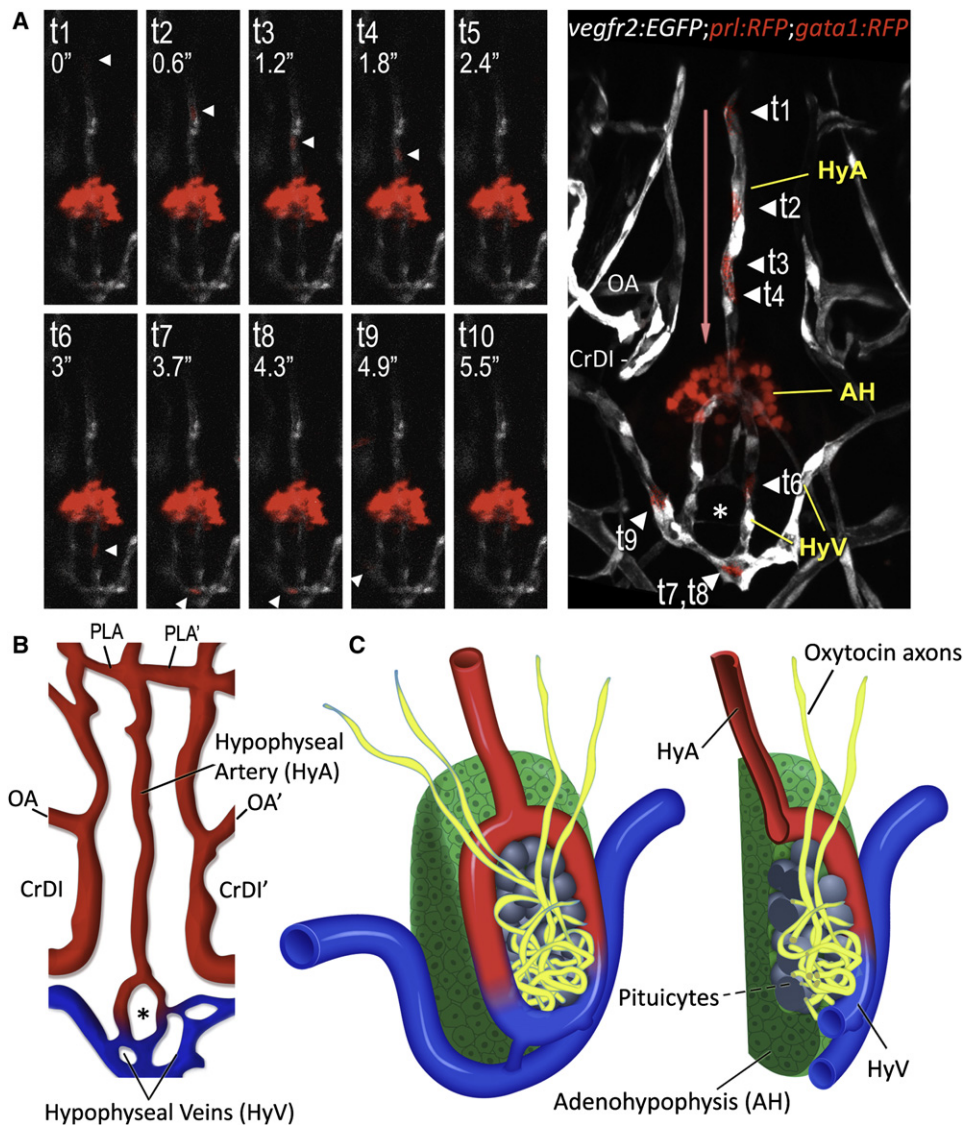 A
t1
0”
t2
0.6”
t3
1.2”
t4
1.8”
t5
2.4”
t6
3”
t7
3.7”
t8
4.3”
t9
4.9”
t10
5.5”
vegfr2:EGFP;prl:RFP;gata1:RFP
t1
HyA
t2
t3
OA
t4
CrDI -
AH
t6
*
t9
HyV
t7,t8
B
PLA
PLA’
Hypophyseal
Artery (HyA)
OA
OA’
CrDI
CrDI’
*
Hypophyseal Veins (HyV)
C
Oxytocin axons
HyA
Pituicytes
HyV
Adenohypophysis (AH)